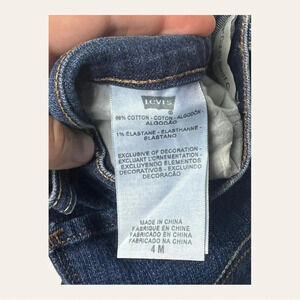 LEVI'S
®
99% COTTON - COTON - ALGODÓN -
ALGODÃO
1% ELASTANE - ÉLASTHANNE -
ELASTANO
EXCLUSIVE OF DECORATION -
EXCLUANT L'ORNEMENTATION -
EXCLUYENDO ELEMENTOS
DECORATIVOS - EXCLUINDO
DECORAÇÃO
MADE IN CHINA
FABRIQUÉ EN CHINE
FABRICADO EN CHINA
FABRICADO NA CHINA
4 M